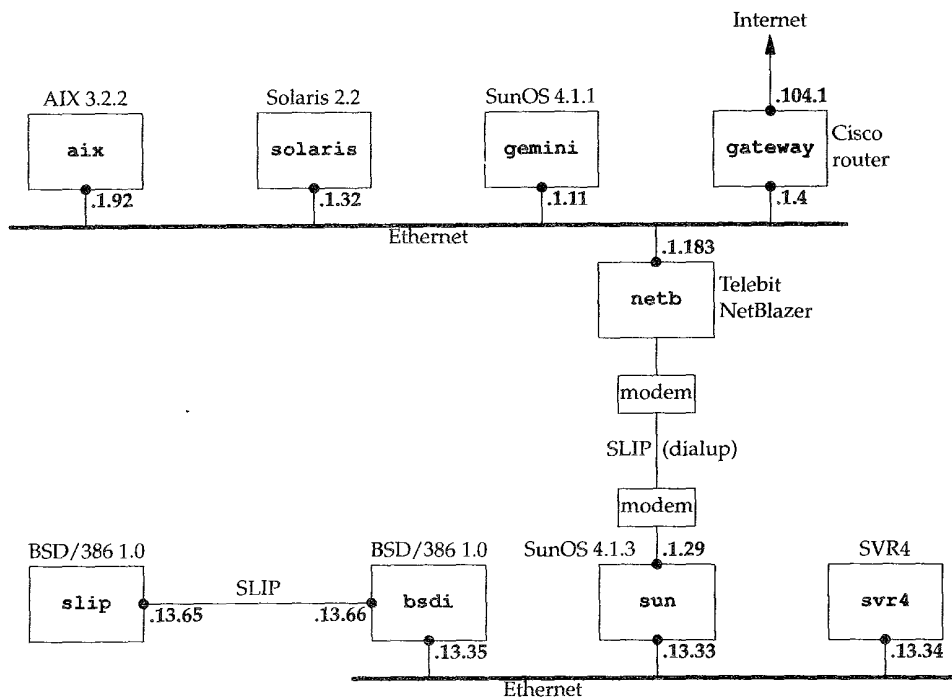 Internet
AIX 3.2.2
Solaris 2.2
SunOS 4.1.1
.104.1
aix
solaris
gemini
gateway
Cisco
router
.1.92
.1.32
.1.11
.1.4
Ethernet
.1.183
netb
Telebit
NetBlazer
modem
SLIP (dialup)
modem
BSD/386 1.0
BSD/386 1.0
SunOS 4.1.3
.1.29
SVR4
slip
SLIP
bsdi
sun
svr4
.13.65
.13.66
.13.35
.13.33
.13.34
Ethernet